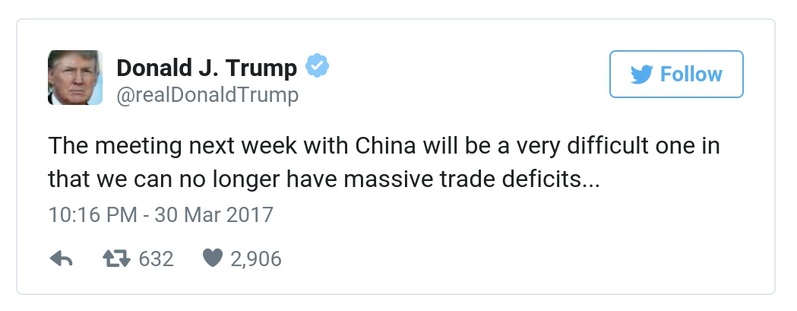 Donald J. Trump
@realDonaldTrump
Follow
The meeting next week with China will be a very difficult one in
that we can no longer have massive trade deficits...
10:16 PM - 30 Mar 2017
632 2,906